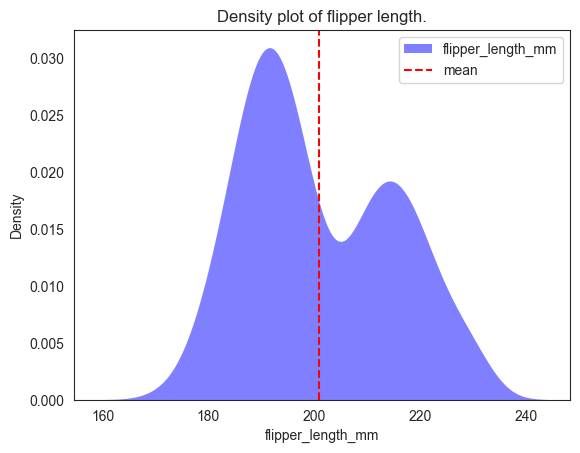 Density plot of flipper length.
flipper_length_mm
mean
0.030
0.025
0.020
0.015
0.010
0.005
0.000
Density
160 180 200 220 240
flipper_length_mm